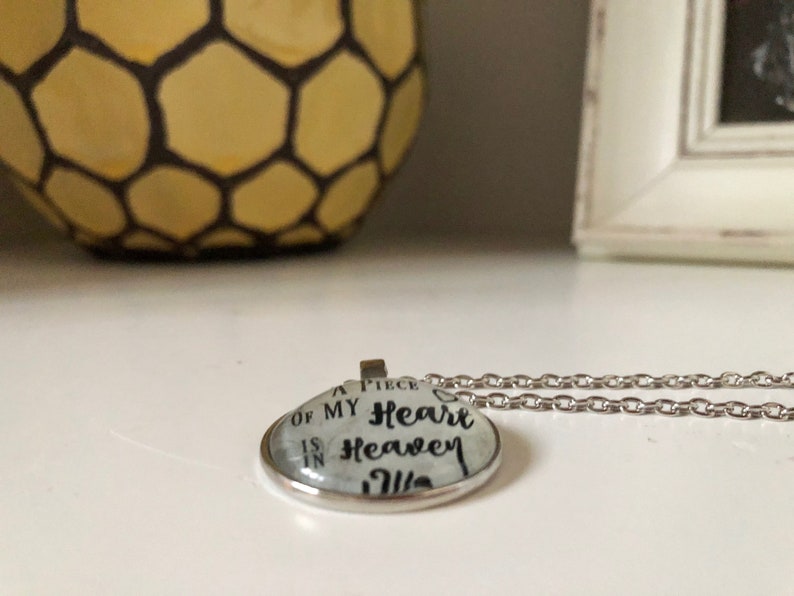 A PIECE
OF MY Heart
IS IN Heaven